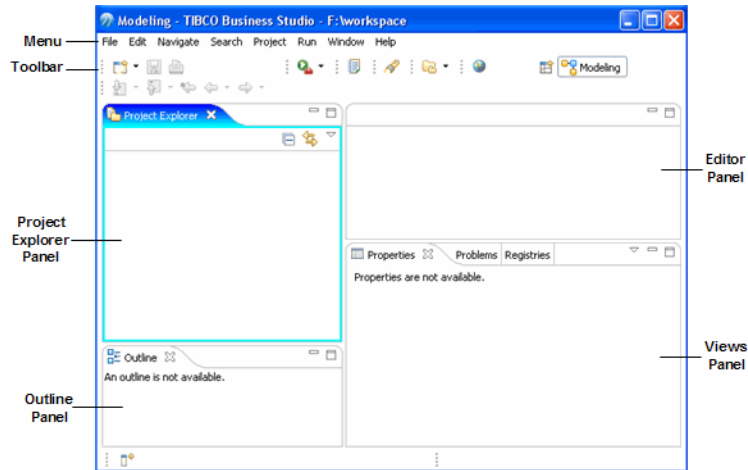 Modeling - TIBCO Business Studio - F:\workspace
Menu
File Edit Navigate Search Project Run Window Help
Toolbar
Modeling
Project Explorer
Editor
Panel
Project
Explorer
Panel
Properties Problems Registries
Properties are not available.
Outline
An outline is not available.
Views
Panel
Outline
Panel